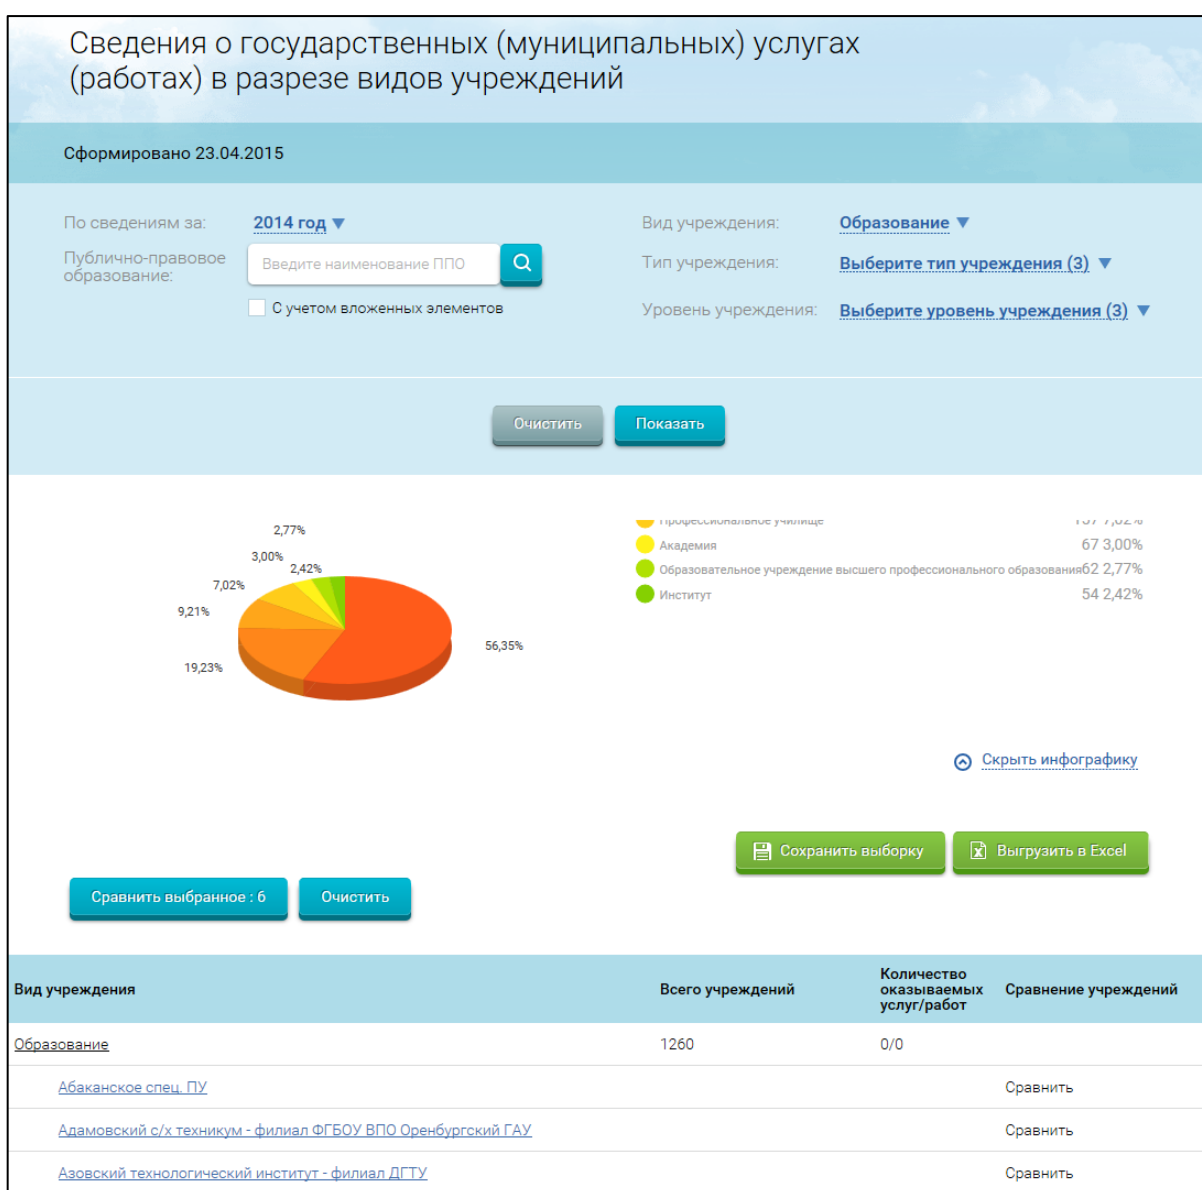 Сведения о государственных (муниципальных) услугах
(работах) в разрезе видов учреждений
Сформировано 23.04.2015
По сведениям за: 2014 год
Вид учреждения: Образование
Публично-правовое
образование:
Введите наименование ППО
Тип учреждения: Выберите тип учреждения (3)
С учетом вложенных элементов
Уровень учреждения: Выберите уровень учреждения (3)
Очистить Показать
2,77%
3,00%
2,42%
7,02%
9,21%
19,23%
56,35%
Профессиональное училище 157 7,02%
Академия 67 3,00%
Образовательное учреждение высшего профессионального образования 62 2,77%
Институт 54 2,42%
Скрыть инфографику
Сохранить выборку Выгрузить в Excel
Сравнить выбранное : 6 Очистить
Вид учреждения Всего учреждений Количество
оказываемых
услуг/работ Сравнение учреждений
Образование 1260 0/0
Абаканское спец. ПУ Сравнить
Адамовский с/х техникум - филиал ФГБОУ ВПО Оренбургский ГАУ Сравнить
Азовский технологический институт - филиал ДГТУ Сравнить